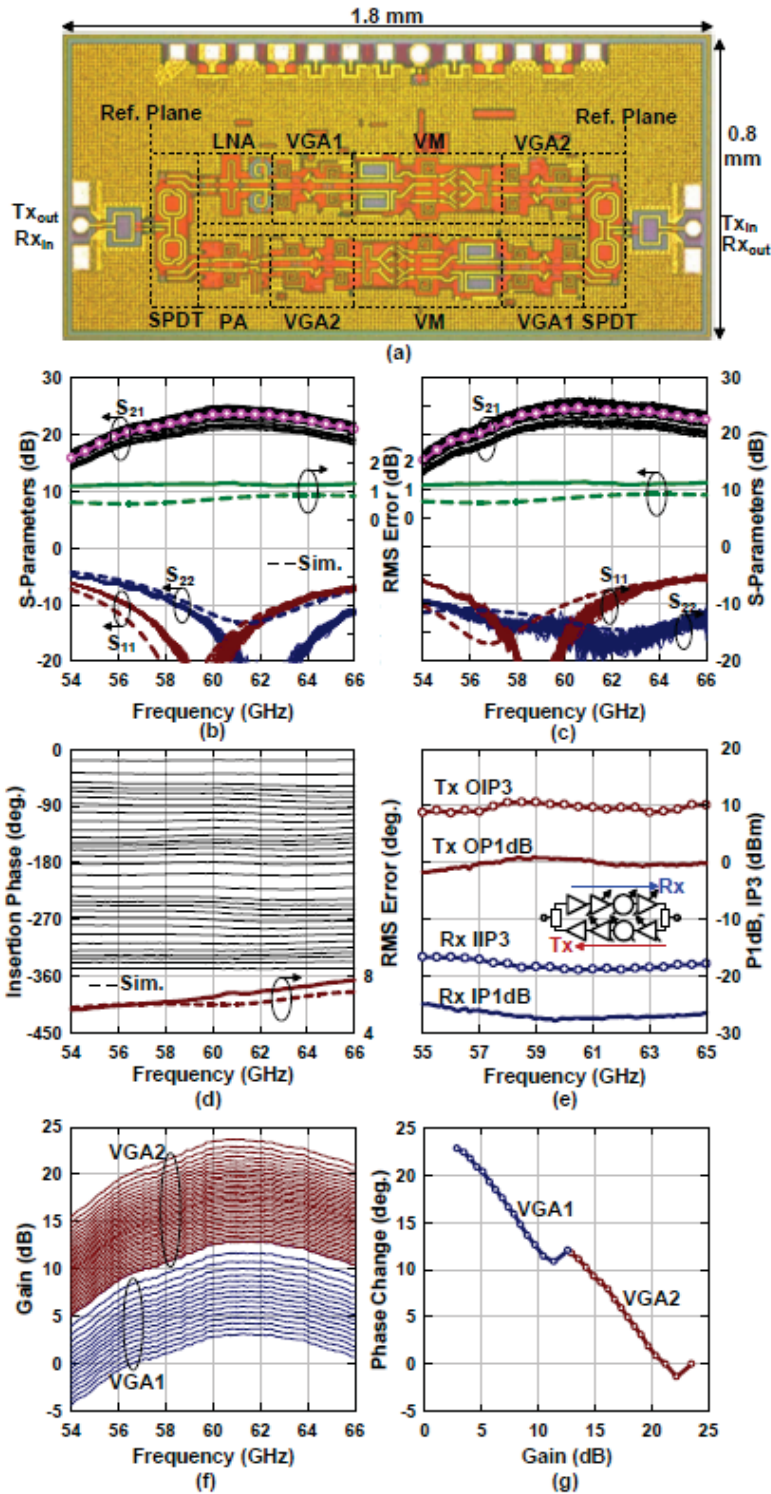 1.8 mm
Ref. Plane
Ref. Plane
LNA VGA1 VM VGA2
0.8
mm
Txout
Rxin
Txin
Rxout
SPDT PA VGA2 VM VGA1 SPDT
(a)
S-Parameters (dB)
30
20
10
0
-10
-20
S21
2
1
0
S22
-- Sim.
S11
54 56 58 60 62 64 66
Frequency (GHz)
(b)
RMS Error (dB)
S21
2
1
0
S11
S22
30
20
10
0
-10
-20
S-Parameters (dB)
54 56 58 60 62 64 66
Frequency (GHz)
(c)
Insertion Phase (deg.)
0
-90
-180
-270
-360
-450
-- Sim.
8
4
RMS Error (deg.)
54 56 58 60 62 64 66
Frequency (GHz)
(d)
Tx OIP3
Tx OP1dB
Rx
Tx
Rx IIP3
Rx IP1dB
20
10
0
-10
-20
-30
P1dB, IP3 (dBm)
55 57 59 61 63 65
Frequency (GHz)
(e)
Gain (dB)
25
20
15
10
5
0
-5
VGA2
VGA1
54 56 58 60 62 64 66
Frequency (GHz)
(f)
Phase Change (deg.)
25
20
15
10
5
0
-5
VGA1
VGA2
0 5 10 15 20 25
Gain (dB)
(g)